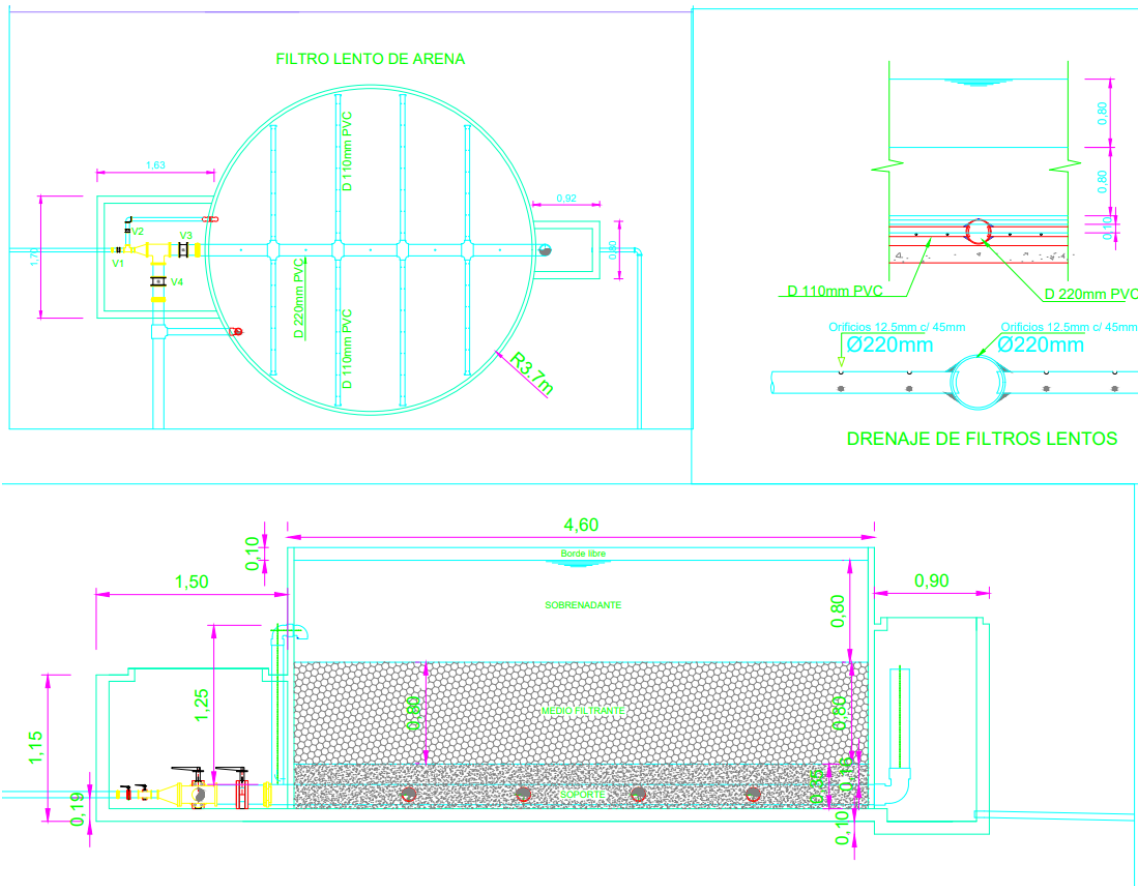 FILTRO LENTO DE ARENA
1,63
1,70
V2
V3
V1
V4
D 110mm PVC
D 110mm PVC
D 220mm PVC
R3.7m
0,92
0,80
0,80
0,80
0,10
D 110mm PVC
D 220mm PVC
Orificios 12.5mm c/ 45mm
Ø220mm
Orificios 12.5mm c/ 45mm
Ø220mm
DRENAJE DE FILTROS LENTOS
4,60
0,10
Borde libre
1,50
0,90
SOBRENADANTE
0,80
1,25
MEDIO FILTRANTE
0,80
0,80
1,15
SOPORTE
0,35
0,19
0,10